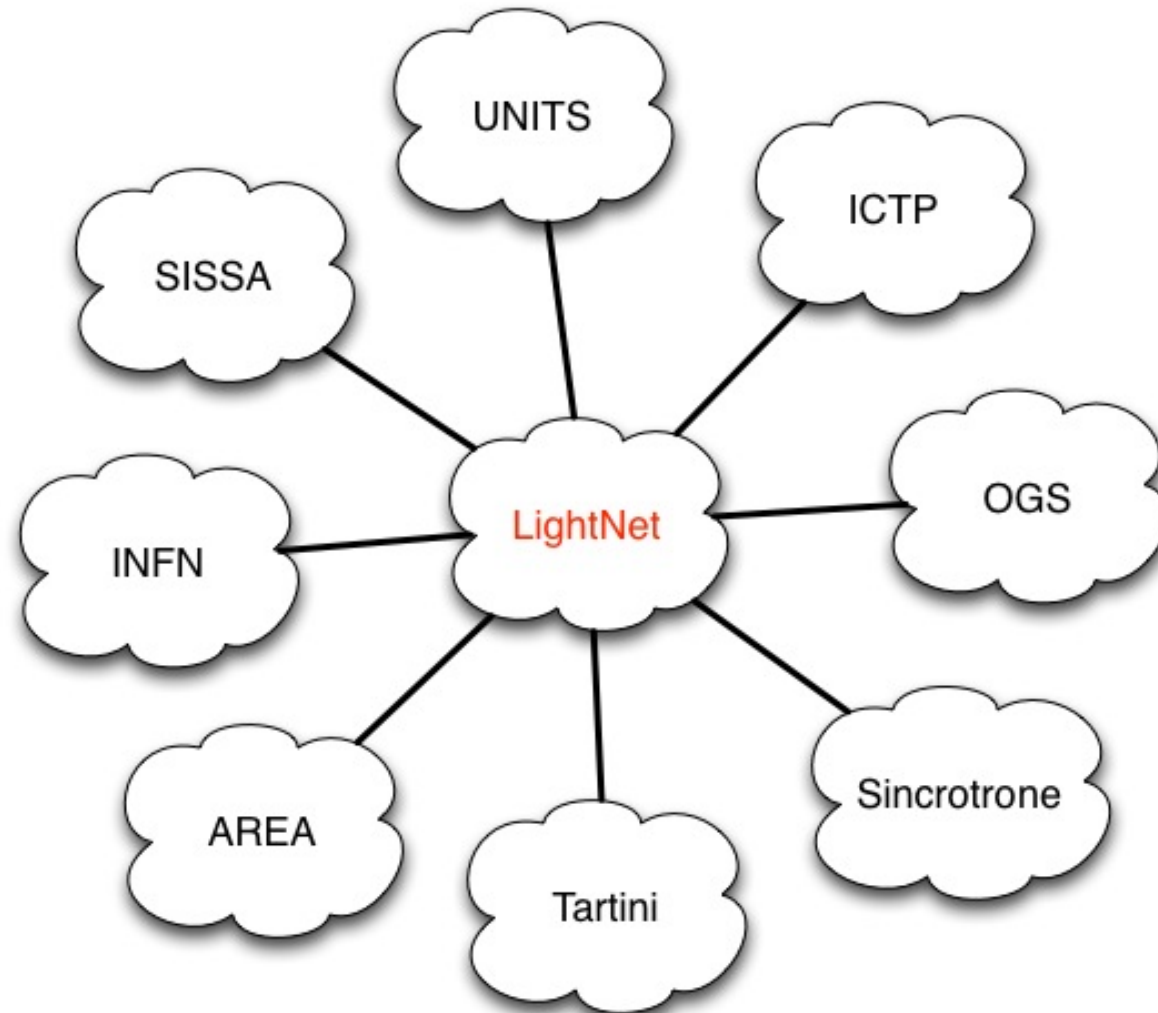 UNITS
ICTP
SISSA
OGS
LightNet
INFN
Sincrotrone
AREA
Tartini